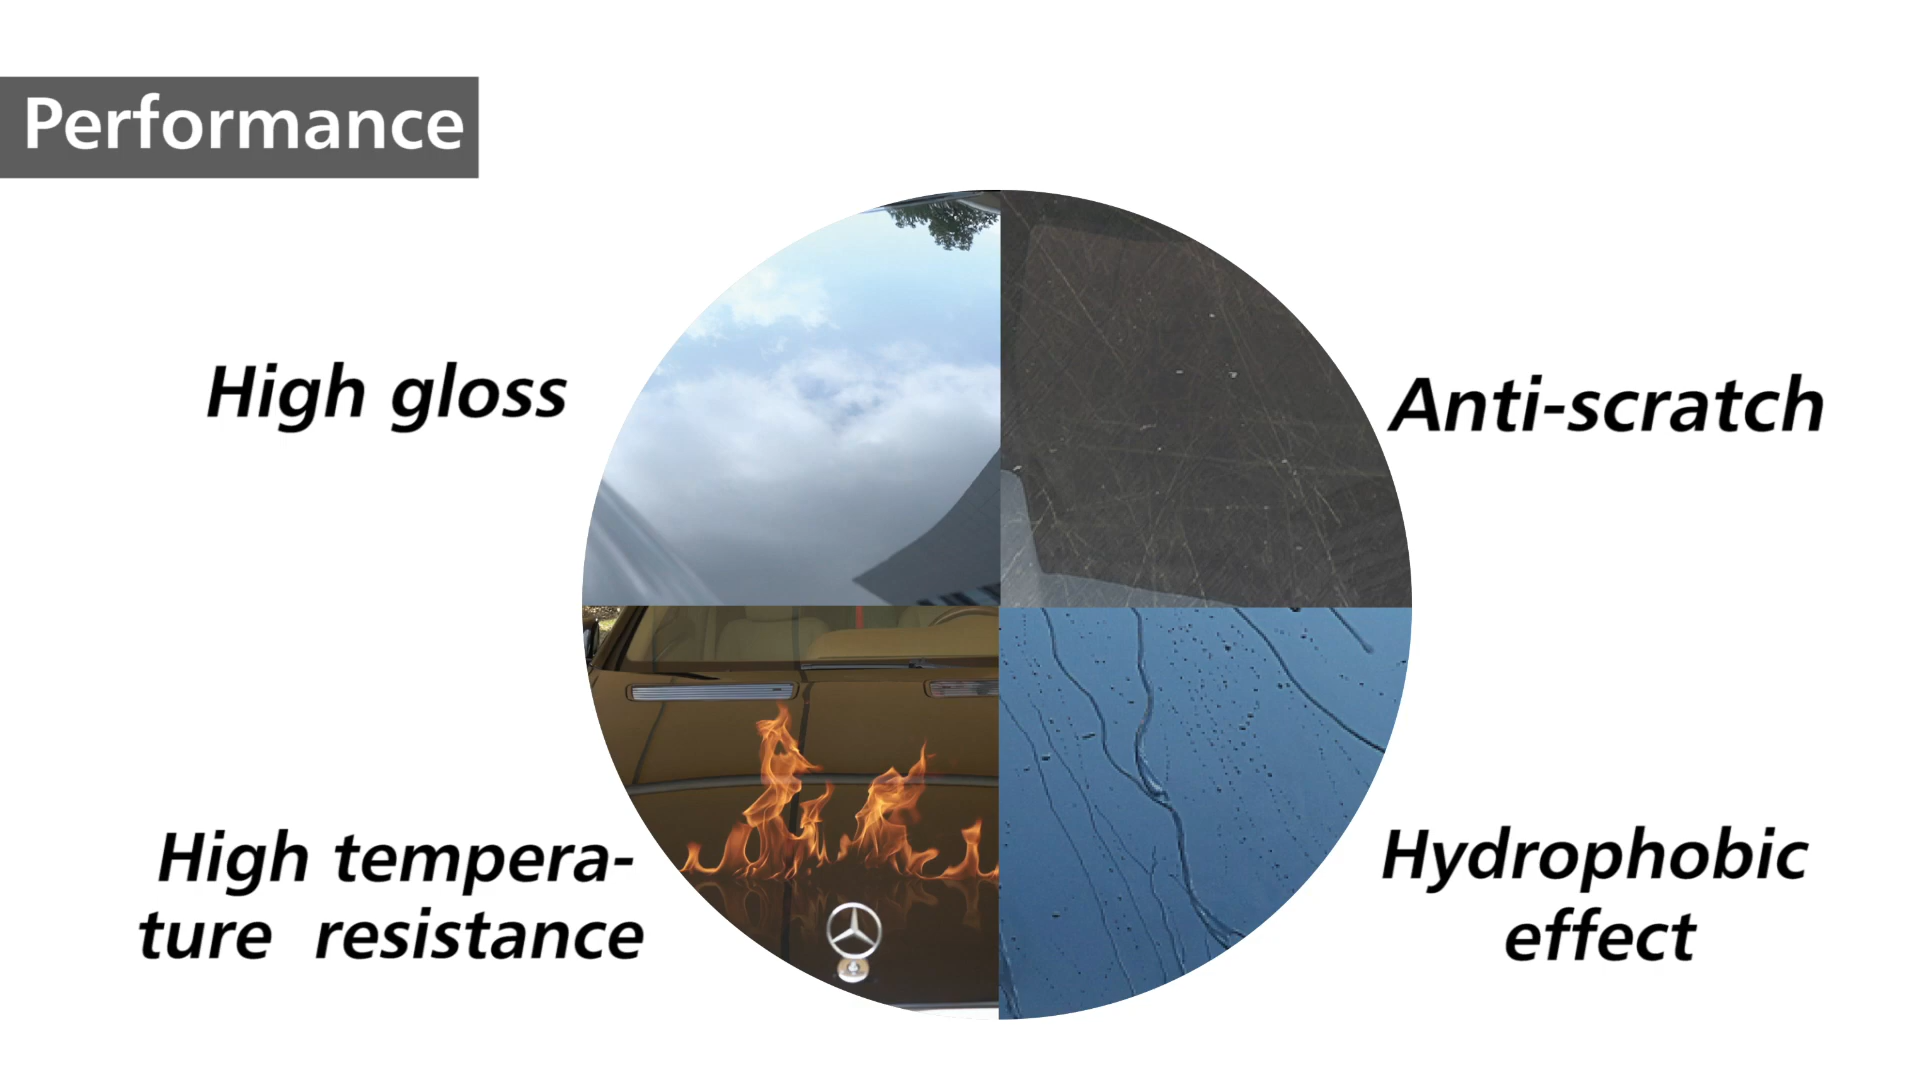 Performance
High gloss
Anti-scratch
High tempera-
ture resistance
Hydrophobic
effect